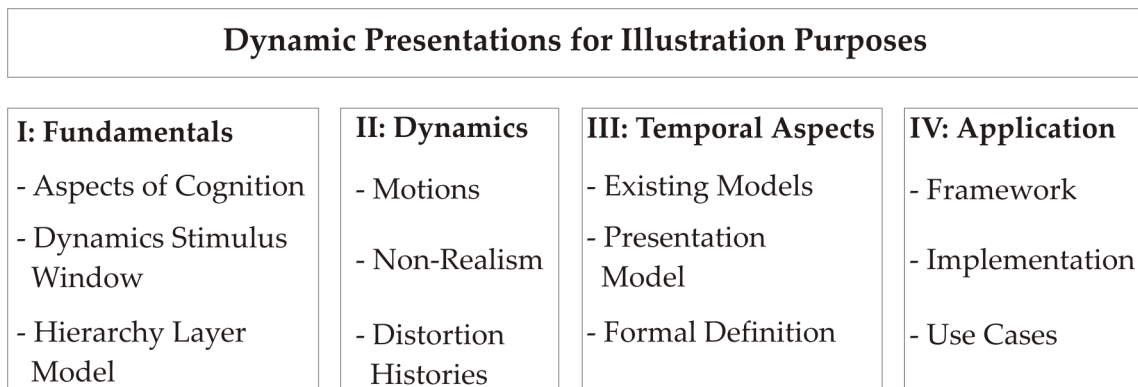 Dynamic Presentations for Illustration Purposes
I: Fundamentals
- Aspects of Cognition
- Dynamics Stimulus
Window
- Hierarchy Layer
Model
II: Dynamics
- Motions
- Non-Realism
- Distortion
Histories
III: Temporal Aspects
- Existing Models
- Presentation
Model
- Formal Definition
IV: Application
- Framework
- Implementation
- Use Cases